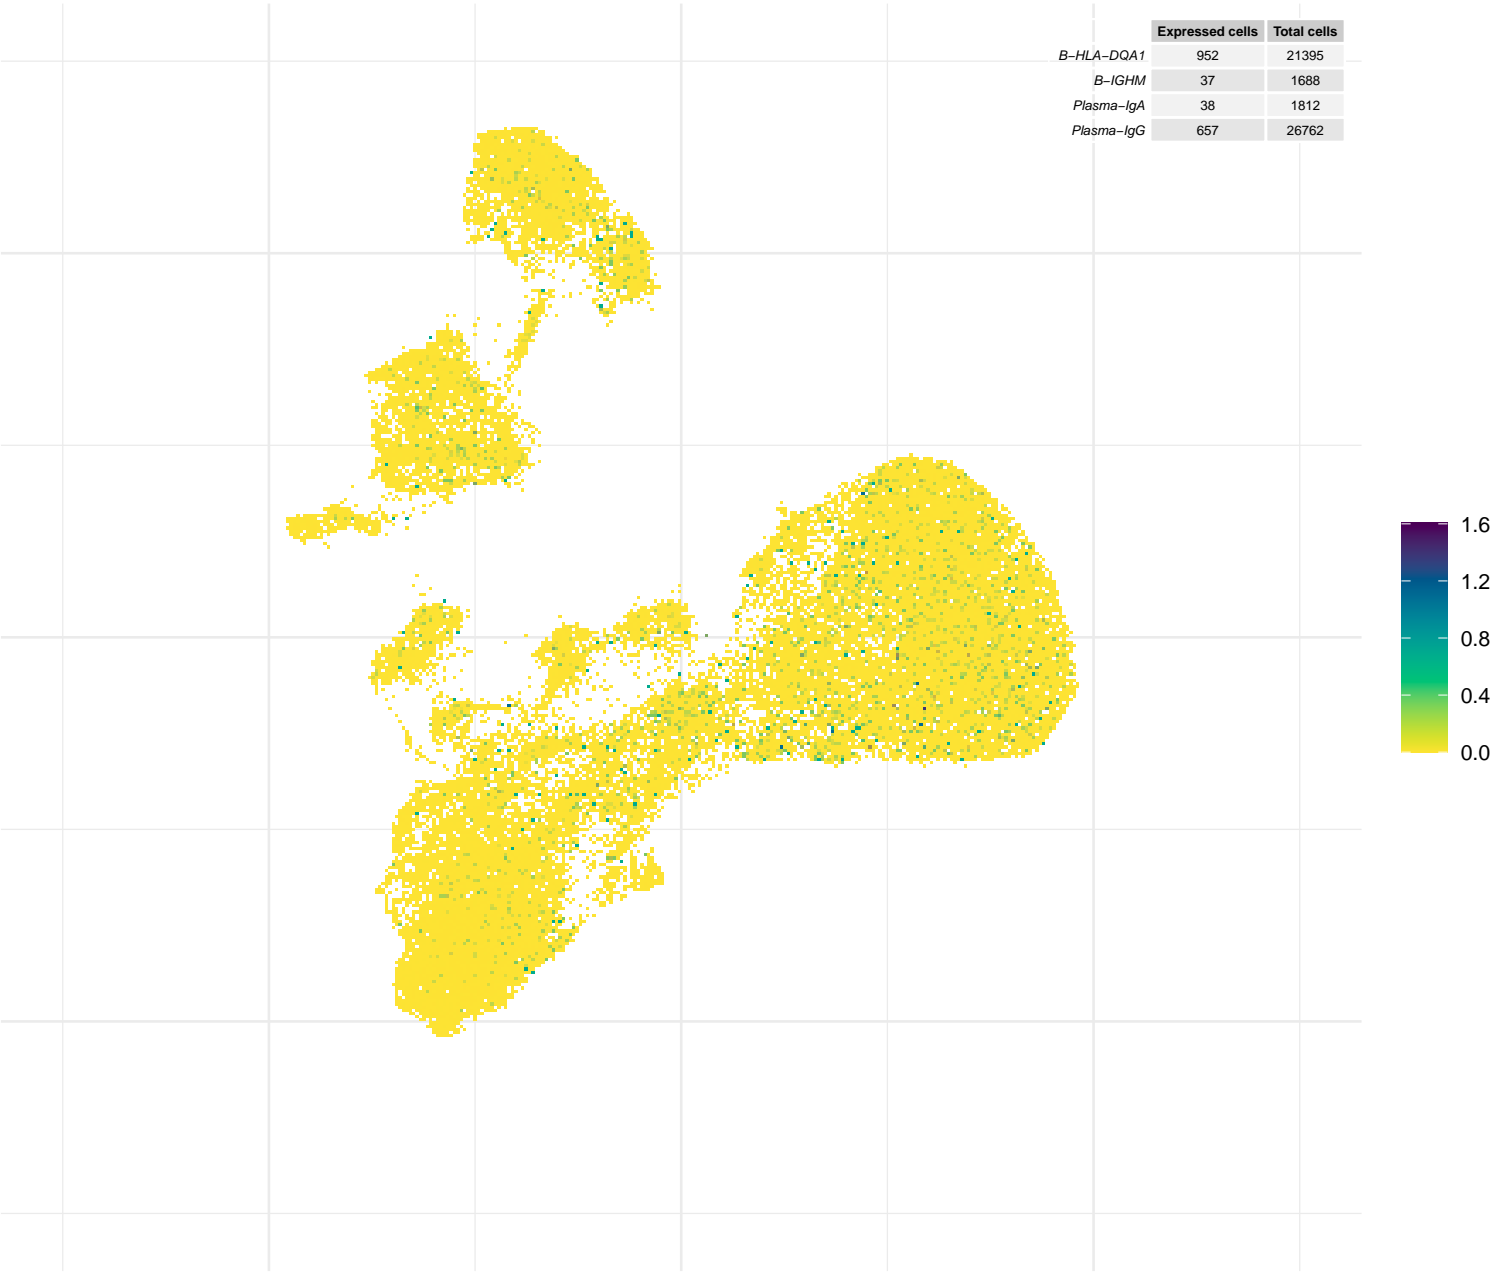 Expressed cells Total cells
B−HLA−DQA1 952 21395
B−IGHM 37 1688
Plasma−IgA 38 1812
Plasma−IgG 657 26762
1.6
1.2
0.8
0.4
0.0